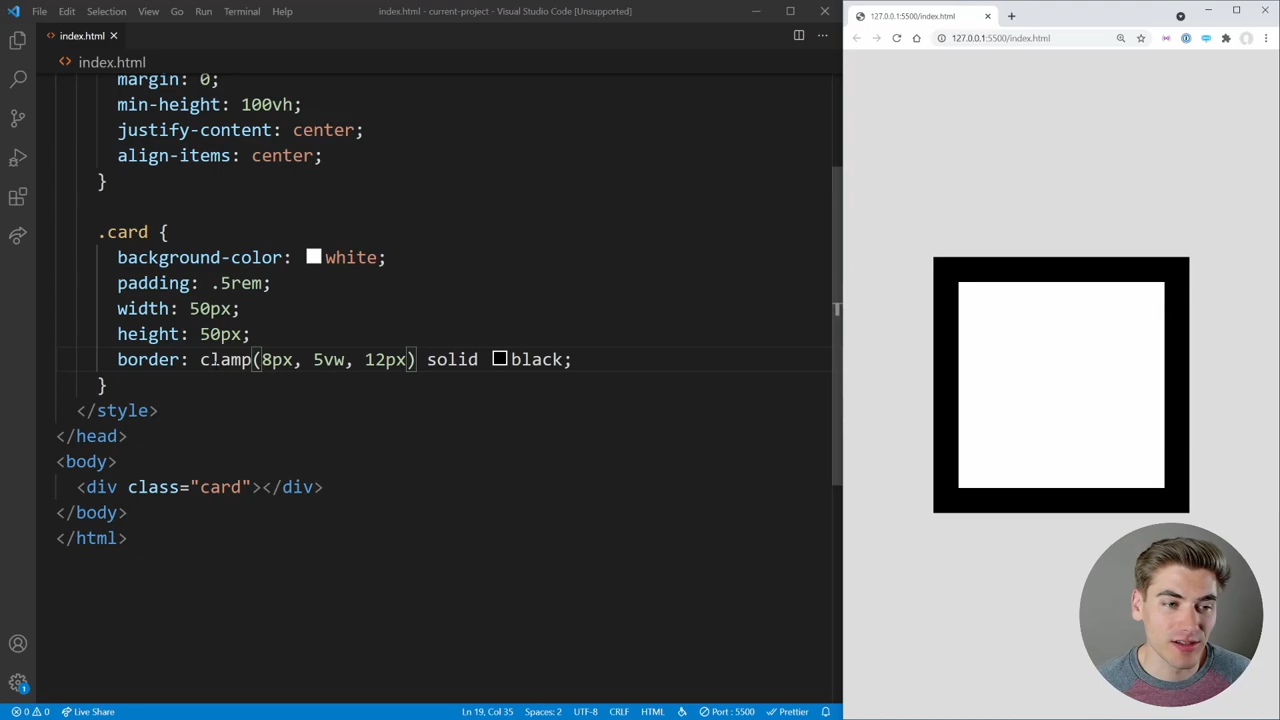 File Edit Selection View Go Run Terminal Help
index.html - current-project - Visual Studio Code [Unsupported]
index.html
index.html
margin: 0;
min-height: 100vh;
justify-content: center;
align-items: center;
}
.card {
background-color: white;
padding: .5rem;
width: 50px;
height: 50px;
border: clamp(8px, 5vw, 12px) solid black;
}
</style>
</head>
<body>
<div class="card"></div>
</body>
</html>
0 0 Live Share
Ln 19, Col 35 Spaces: 2 UTF-8 CRLF HTML Port : 5500 Prettier
1
127.0.0.1:5500/index.html
127.0.0.1:5500/index.html